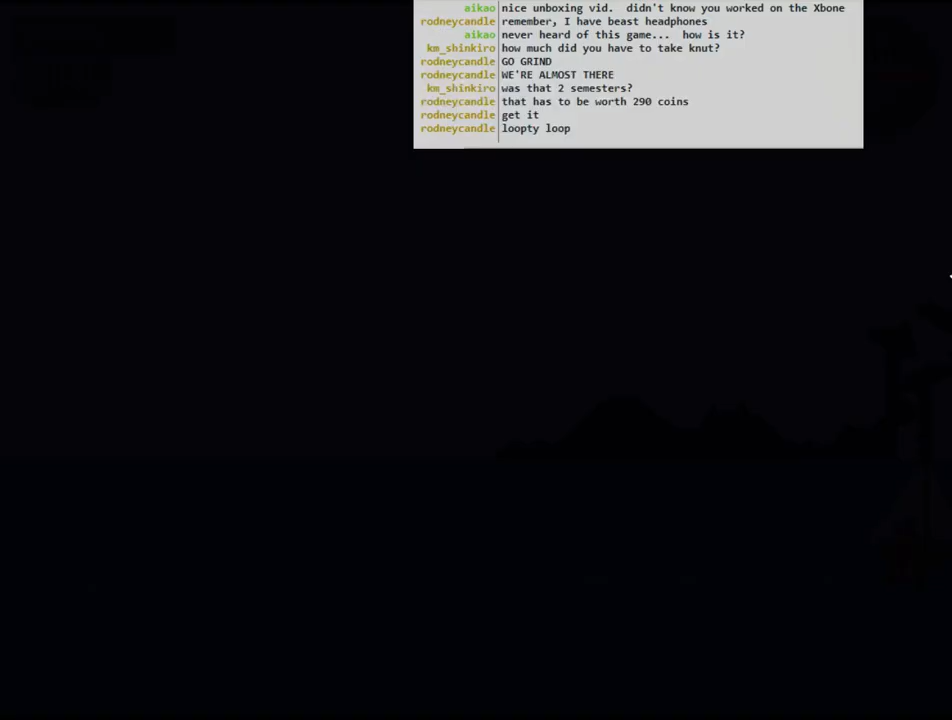 aikao nice unboxing vid.  didn't know you worked on the Xbone
rodneycandle remember, I have beast headphones
aikao never heard of this game...  how is it?
km_shinkiro how much did you have to take knut?
rodneycandle GO GRIND
rodneycandle WE'RE ALMOST THERE
km_shinkiro was that 2 semesters?
rodneycandle that has to be worth 290 coins
rodneycandle get it
rodneycandle loopty loop